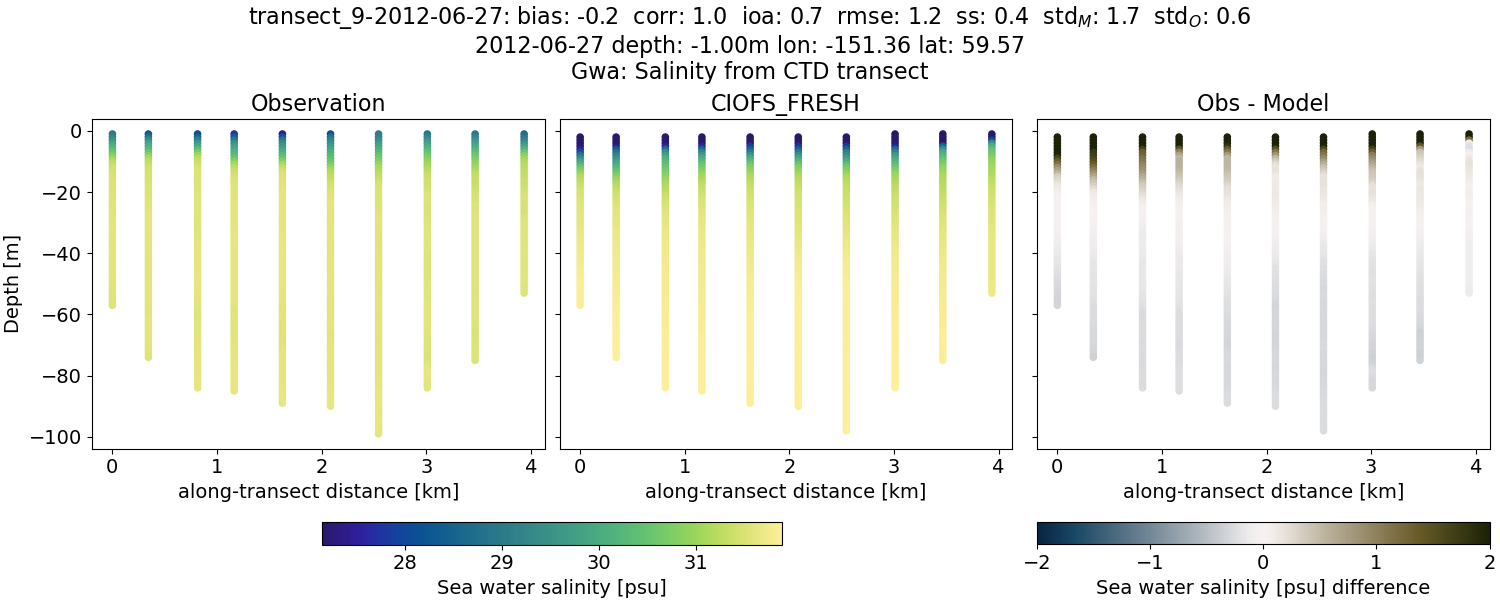 transect_9-2012-06-27: bias: -0.2  corr: 1.0  ioa: 0.7  rmse: 1.2  ss: 0.4  std_M: 1.7  std_O: 0.6
2012-06-27 depth: -1.00m lon: -151.36 lat: 59.57
Gwa: Salinity from CTD transect
Observation
CIOFS_FRESH
Obs - Model
Depth [m]
0
−20
−40
−60
−80
−100
0 1 2 3 4
0 1 2 3 4
0 1 2 3 4
along-transect distance [km]
along-transect distance [km]
along-transect distance [km]
28 29 30 31
Sea water salinity [psu]
−2 −1 0 1 2
Sea water salinity [psu] difference